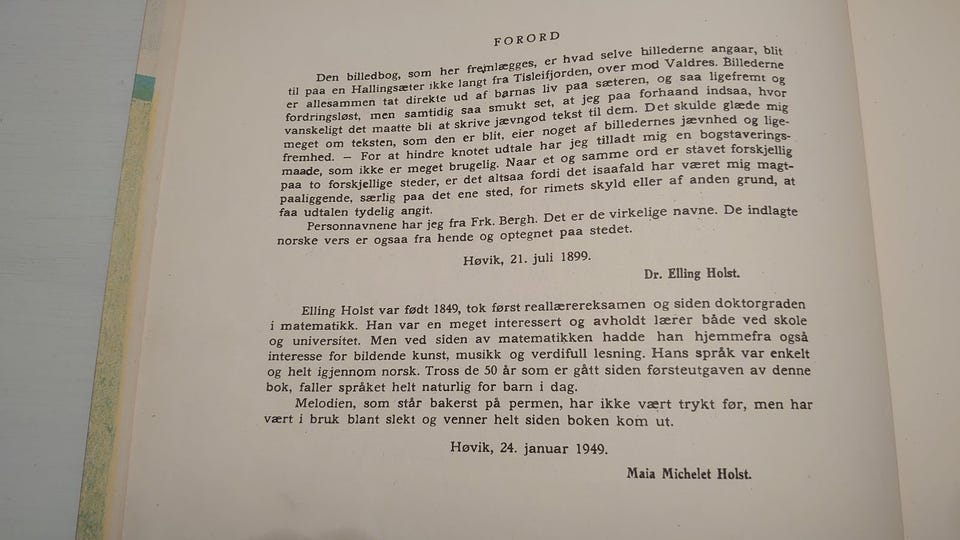 FORORD
Den billedbog, som her fremlægges, er hvad selve billederne angaar, blit
til paa en Hallingsæter ikke langt fra Tisleifjorden, over mod Valdres. Billederne
er allesammen tat direkte ud af børnas liv paa sæteren, og saa ligefremt og
fordringsløst, men samtidig saa smukt set, at jeg paa forhaand indsaa, hvor
vanskeligt det maatte bli at skrive jævngod tekst til dem. Det skulde glæde mig
meget om teksten, som den er blit, eier noget af billedernes jævnhed og lige-
fremhed. — For at hindre knotet udtale har jeg tilladt mig en bogstaverings-
maade, som ikke er meget brugelig. Naar et og samme ord er stavet forskjellig
paa to forskjellige steder, er det altsaa fordi det isaafald har været mig magt-
paaliggende, særlig paa det ene sted, for rimets skyld eller af anden grund, at
faa udtalen tydelig angit.
Personnavnene har jeg fra Frk. Bergh. Det er de virkelige navne. De indlagte
norske vers er ogsaa fra hende og optegnet paa stedet.
Høvik, 21. juli 1899.
Dr. Elling Holst.
Elling Holst var født 1849, tok først reallærereksamen og siden doktorgraden
i matematikk. Han var en meget interessert og avholdt lærer både ved skole
og universitet. Men ved siden av matematikken hadde han hjemmefra også
interesse for bildende kunst, musikk og verdifull lesning. Hans språk var enkelt
og helt igjennom norsk. Tross de 50 år som er gått siden førsteutgaven av denne
bok, faller språket helt naturlig for barn i dag.
Melodien, som står bakerst på permen, har ikke vært trykt før, men har
vært i bruk blant slekt og venner helt siden boken kom ut.
Høvik, 24. januar 1949.
Maia Michelet Holst.